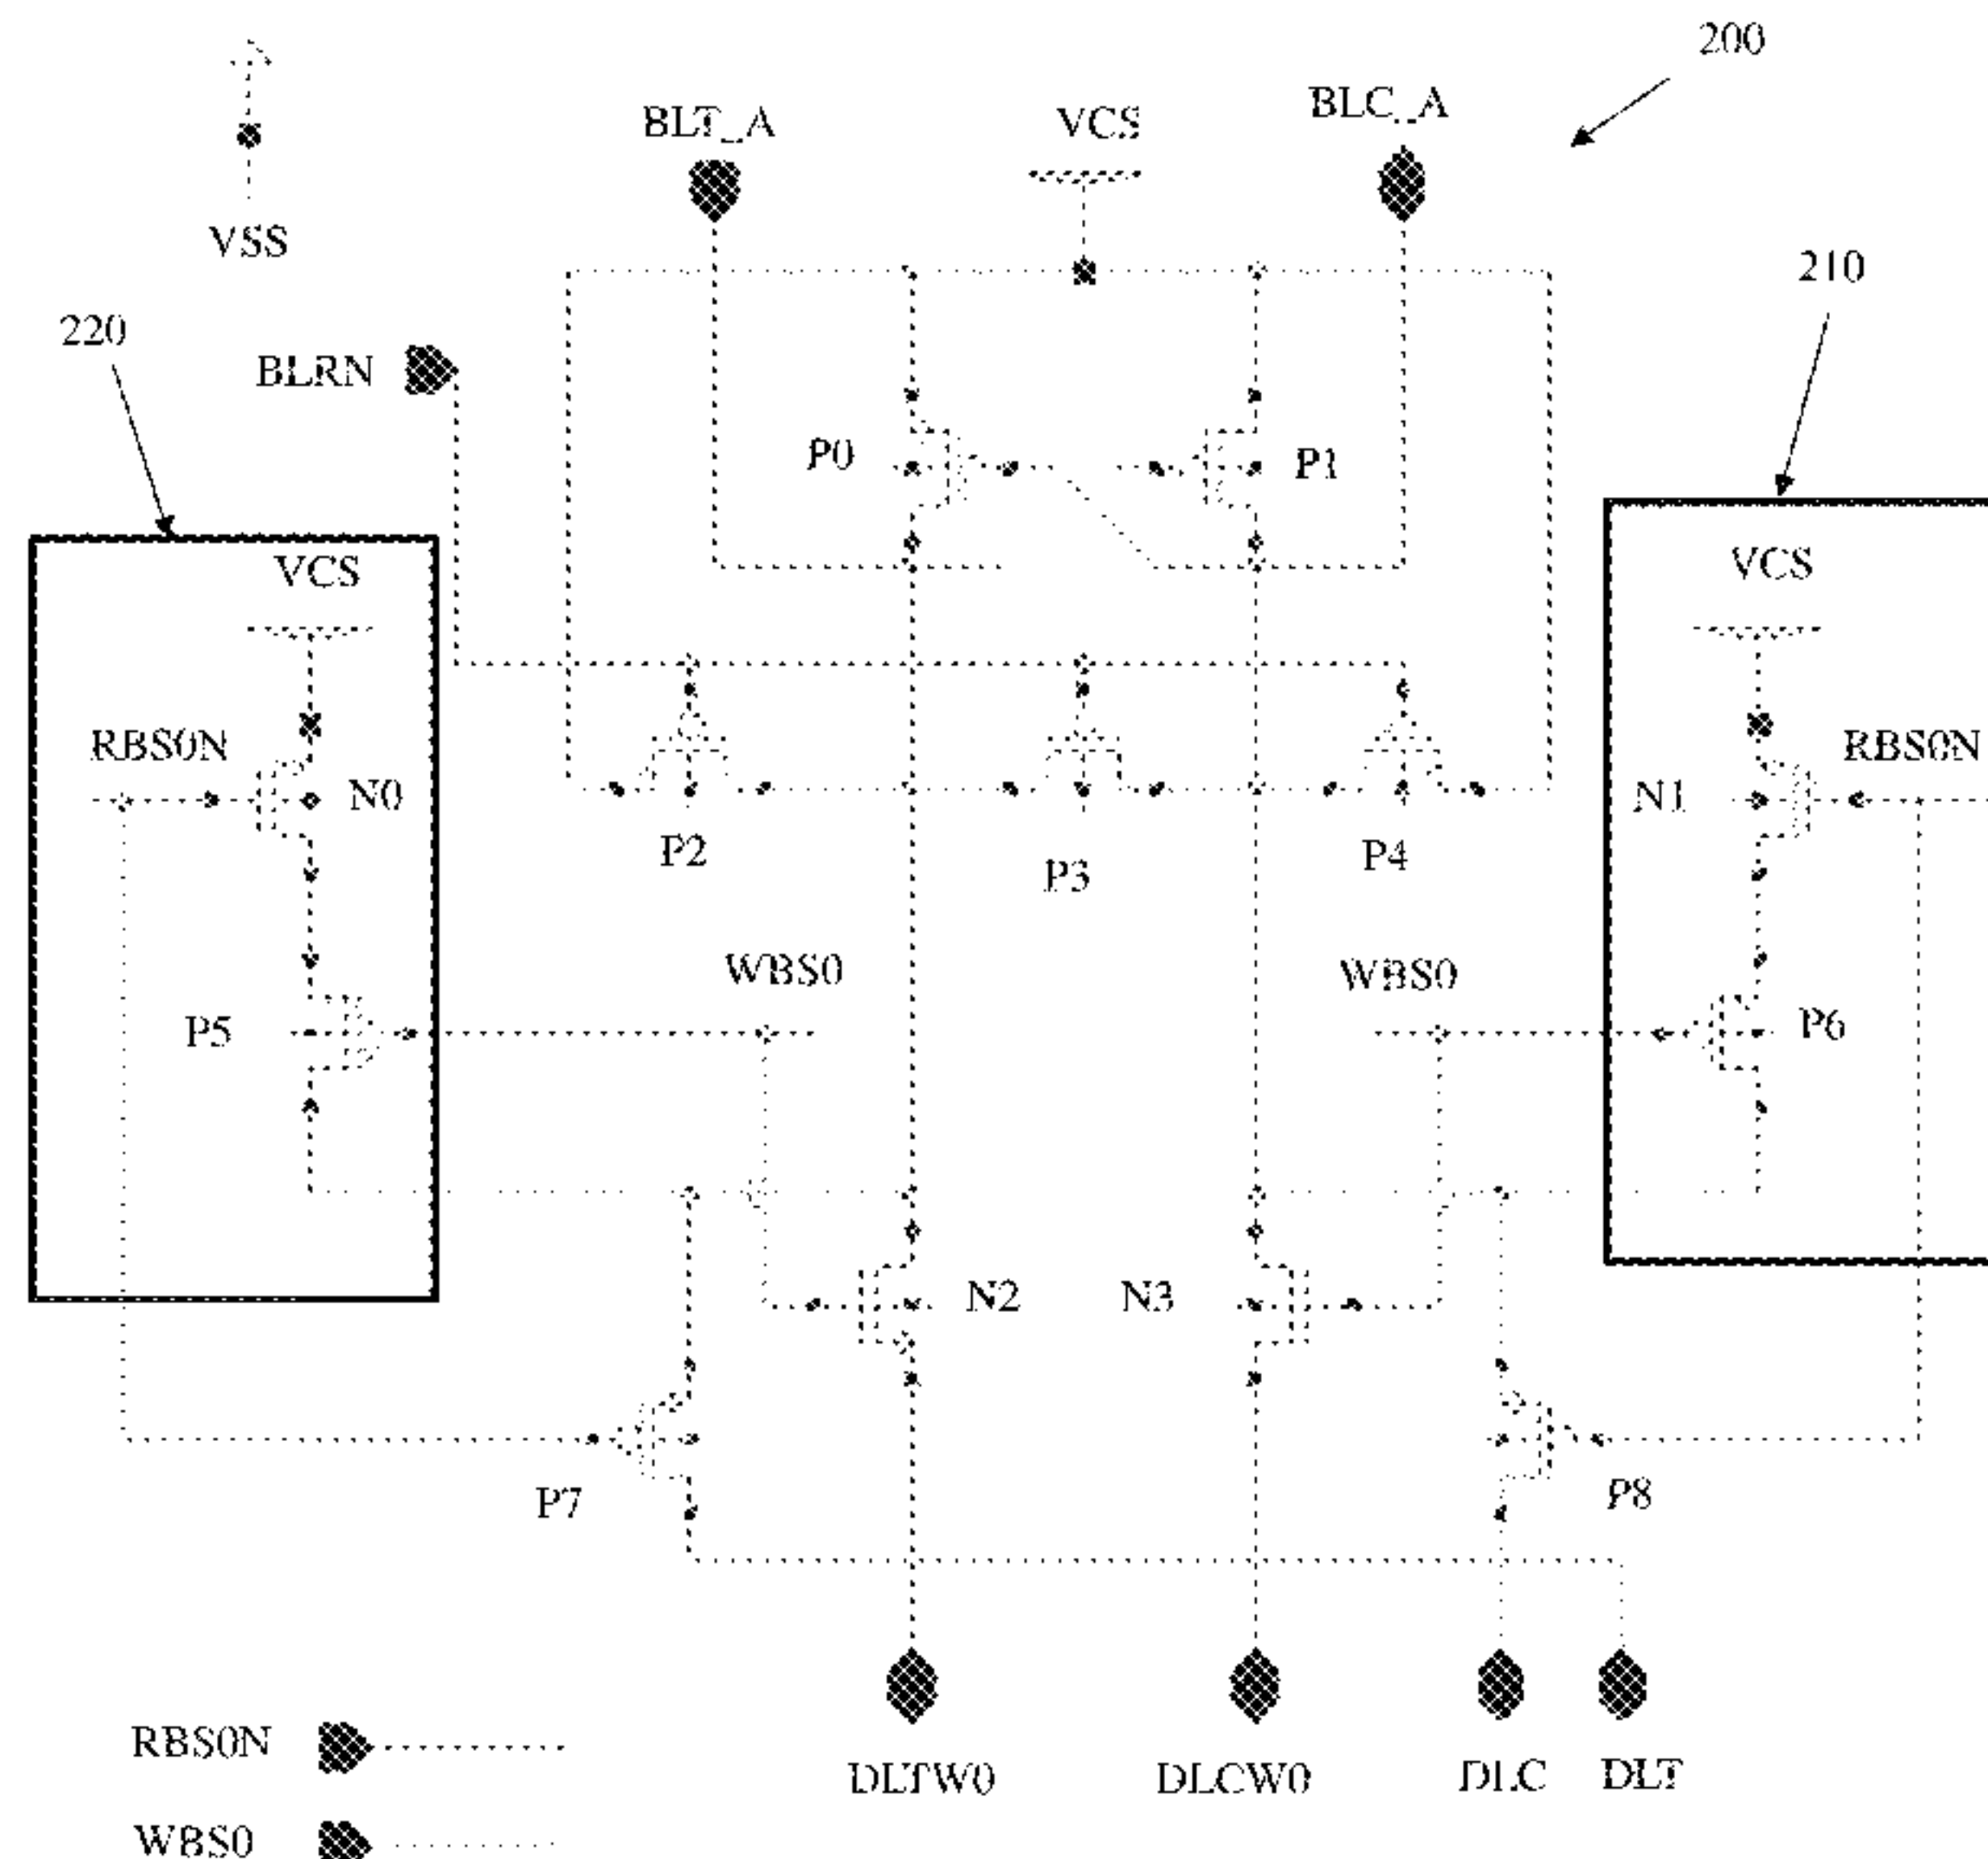 200
BLT_A
VCS
BLC_A
VSS
210
220
BLRN
P0
P1
VCS
VCS
RBS0N
RBS0N
N0
N1
P2
P3
P4
WBS0
WBS0
P5
P6
N2
N3
P7
P8
RBS0N
DLTW0
DLCW0
DLC
DLT
WBS0